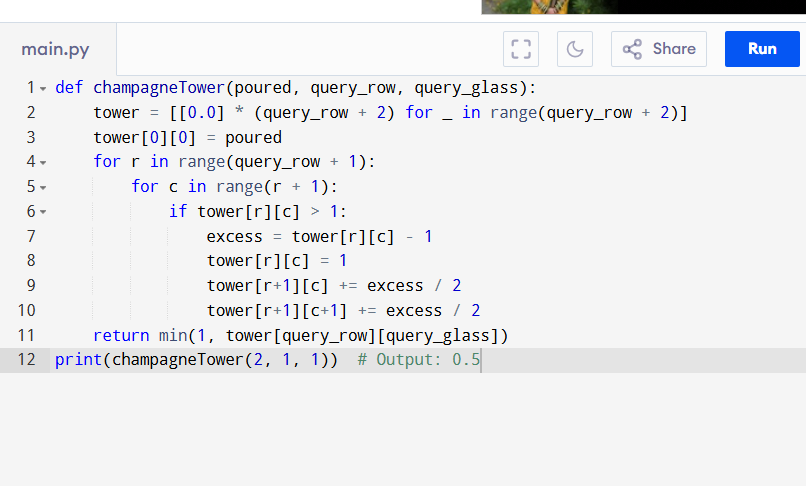 main.py
Share
Run
1 def champagneTower(poured, query_row, query_glass):
2     tower = [[0.0] * (query_row + 2) for _ in range(query_row + 2)]
3     tower[0][0] = poured
4     for r in range(query_row + 1):
5         for c in range(r + 1):
6             if tower[r][c] > 1:
7                 excess = tower[r][c] - 1
8                 tower[r][c] = 1
9                 tower[r+1][c] += excess / 2
10                 tower[r+1][c+1] += excess / 2
11     return min(1, tower[query_row][query_glass])
12 print(champagneTower(2, 1, 1))  # Output: 0.5